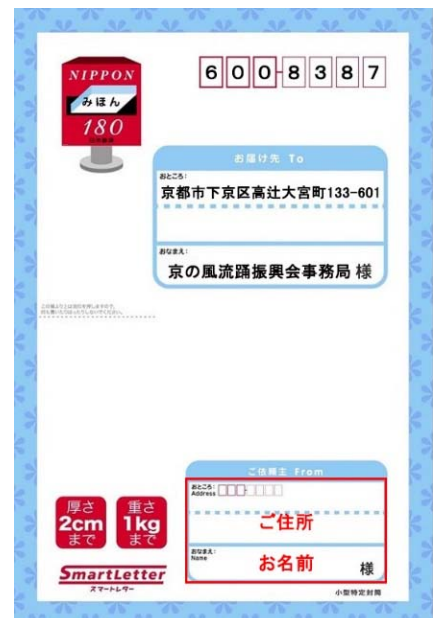 NIPPON
みほん
180
600-8387
お届け先 To
おところ:
京都市下京区高辻大宮町133-601
おなまえ:
京の風流踊振興会事務局 様
ご依頼主 From
おところ:
Address
ご住所
おなまえ:
Name
お名前
様
厚さ
2cm
まで
重さ
1kg
まで
SmartLetter
スマートレター
小型特定封筒